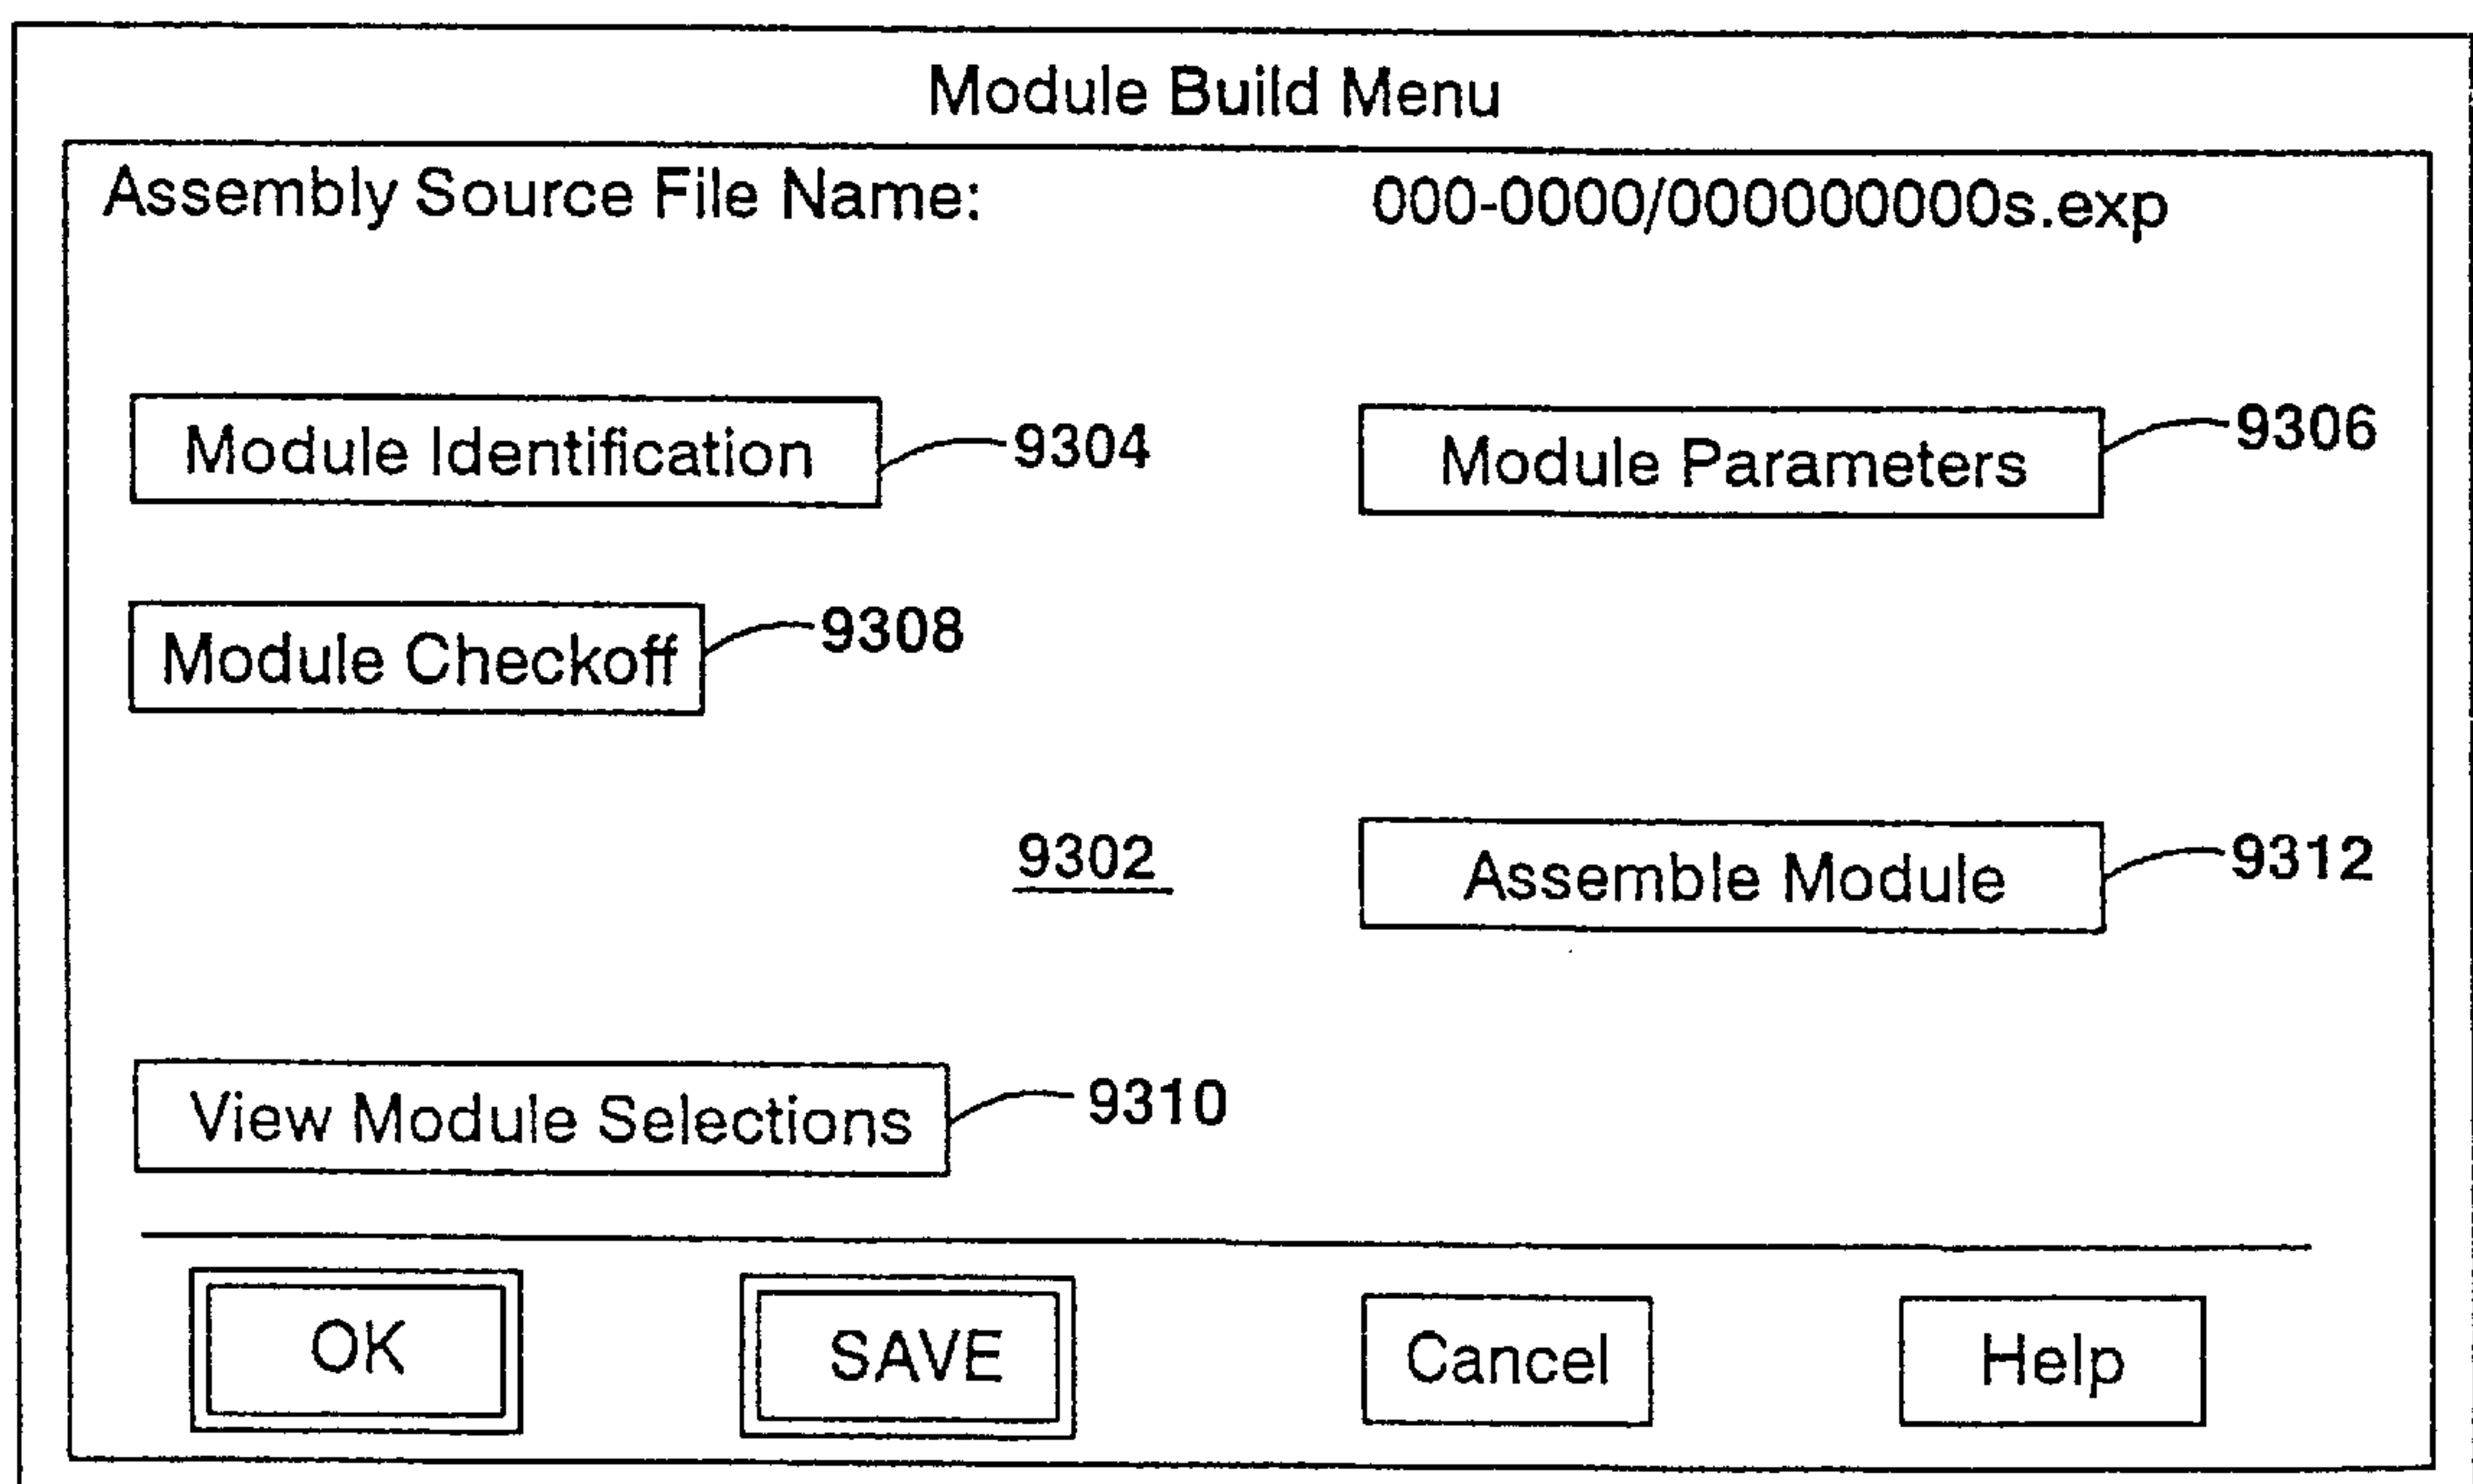 Module Build Menu
Assembly Source File Name: 000-0000/000000000s.exp
Module Identification 9304 Module Parameters 9306
Module Checkoff 9308
9302 Assemble Module 9312
View Module Selections 9310
OK SAVE Cancel Help